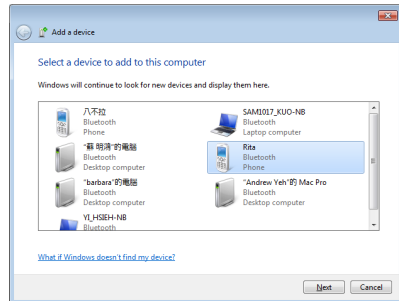 Add a device
Select a device to add to this computer
Windows will continue to look for new devices and display them here.
八不拉
Bluetooth
Phone
SAM1017_KUO-NB
Bluetooth
Laptop computer
"蘇 明鴻"的電腦
Bluetooth
Desktop computer
Rita
Bluetooth
Phone
"barbara"的電腦
Bluetooth
Desktop computer
"Andrew Yeh"的 Mac Pro
Bluetooth
Desktop computer
YI_HSIEH-NB
Bluetooth
What if Windows doesn't find my device?
Next
Cancel